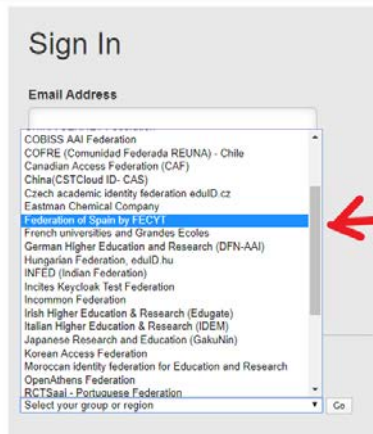 Sign In
Email Address
COBISS AAI Federation
COFRE (Comunidad Federada REUNA) - Chile
Canadian Access Federation (CAF)
China(CSTCloud ID- CAS)
Czech academic identity federation eduID.cz
Eastman Chemical Company
Federation of Spain by FECYT
French universities and Grandes Ecoles
German Higher Education and Research (DFN-AAI)
Hungarian Federation, eduID.hu
INFED (Indian Federation)
Incites Keycloak Test Federation
Incommon Federation
Irish Higher Education & Research (Edugate)
Italian Higher Education & Research (IDEM)
Japanese Research and Education (GakuNin)
Korean Access Federation
Moroccan identity federation for Education and Research
OpenAthens Federation
RCTSaai - Portuguese Federation
Select your group or region
Go